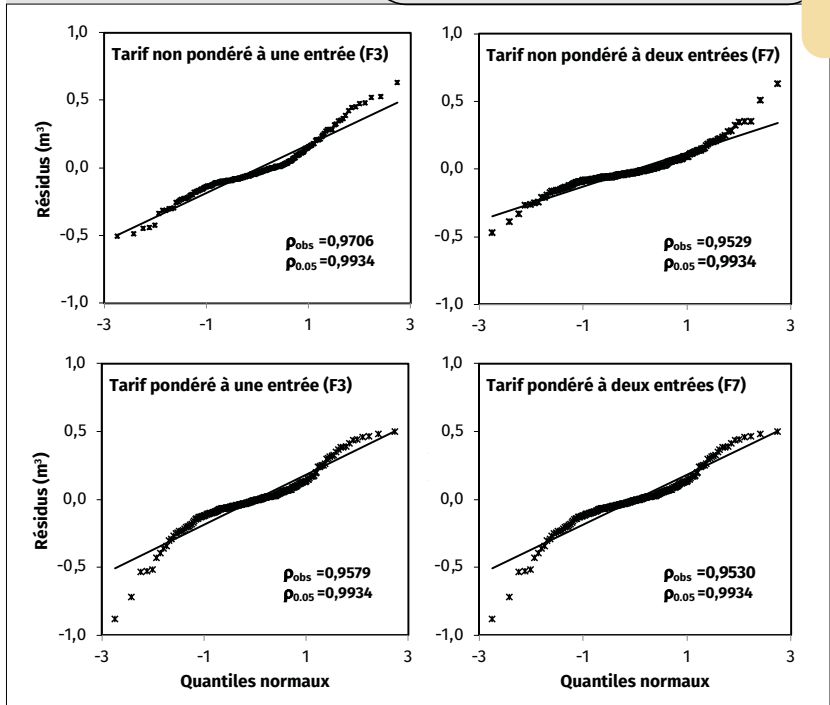 Tarif non pondéré à une entrée (F3)
Résidus (m³)
1,0
0,5
0,0
-0,5
-1,0
-3 -1 1 3
ρobs =0,9706
ρ0.05 =0,9934
Tarif non pondéré à deux entrées (F7)
1,0
0,5
0,0
-0,5
-1,0
-3 -1 1 3
ρobs =0,9529
ρ0.05 =0,9934
Tarif pondéré à une entrée (F3)
Résidus (m³)
1,0
0,5
0,0
-0,5
-1,0
-3 -1 1 3
ρobs =0,9579
ρ0.05 =0,9934
Quantiles normaux
Tarif pondéré à deux entrées (F7)
1,0
0,5
0,0
-0,5
-1,0
-3 -1 1 3
ρobs =0,9530
ρ0.05 =0,9934
Quantiles normaux